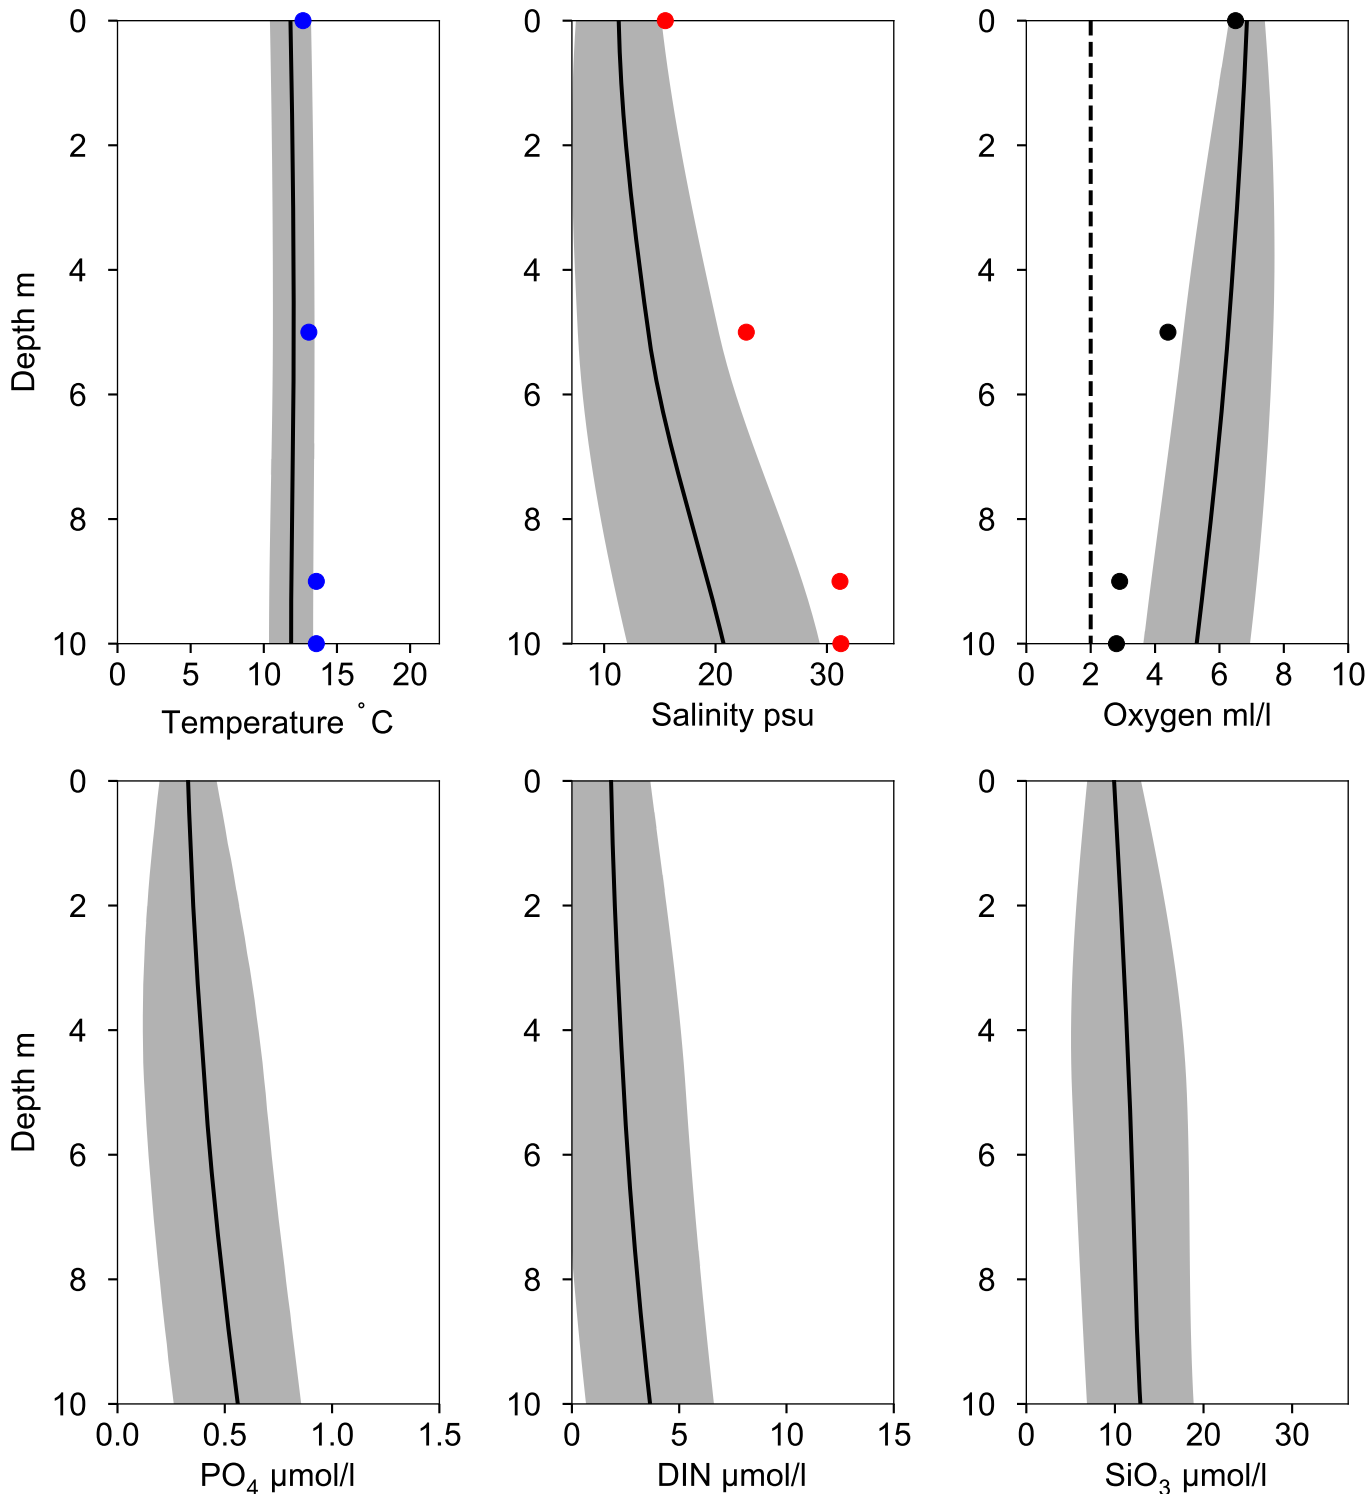 0
2
4
6
8
10
Depth m
0 5 10 15 20
Temperature °C
0
2
4
6
8
10
10 20 30
Salinity psu
0
2
4
6
8
10
0 2 4 6 8 10
Oxygen ml/l
0
2
4
6
8
10
Depth m
0.0 0.5 1.0 1.5
PO₄ µmol/l
0
2
4
6
8
10
0 5 10 15
DIN µmol/l
0
2
4
6
8
10
0 10 20 30
SiO₃ µmol/l